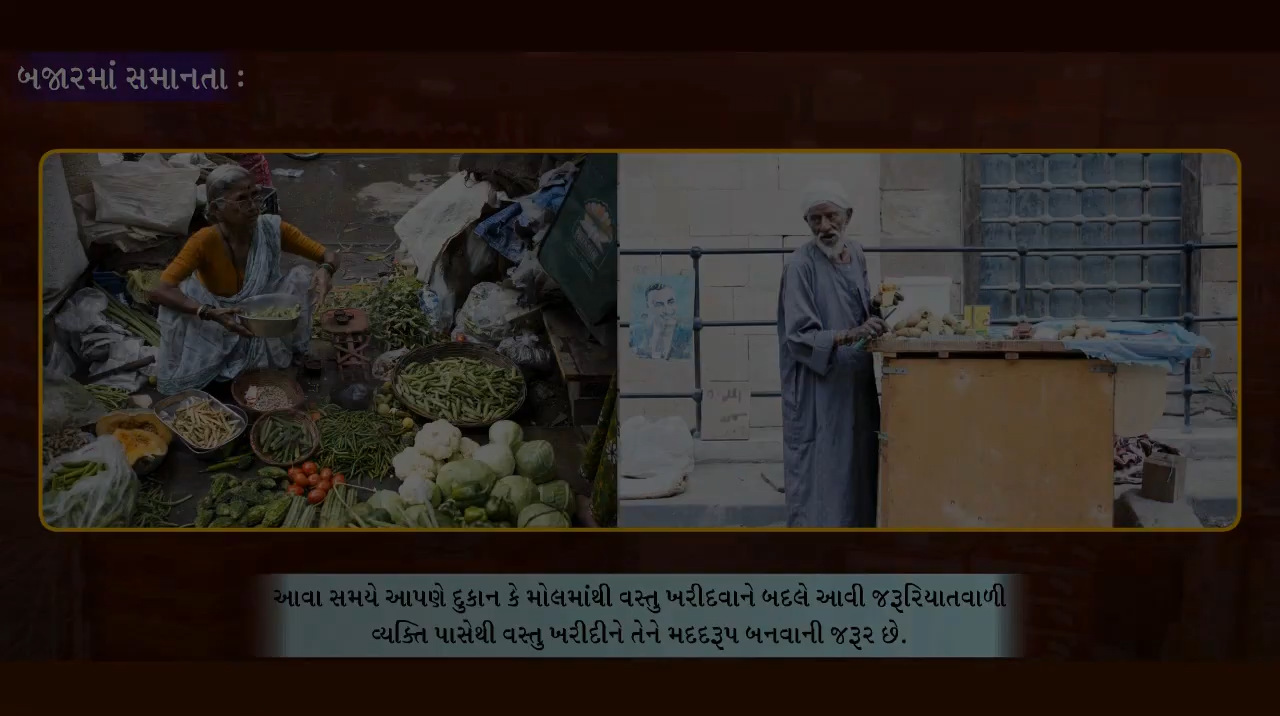 બજારમાં સમાનતા :
આવા સમયે આપણે દુકાન કે મોલમાંથી વસ્તુ ખરીદવાને બદલે આવી જરૂરિયાતવાળી
વ્યક્તિ પાસેથી વસ્તુ ખરીદીને તેને મદદરૂપ બનવાની જરૂર છે.